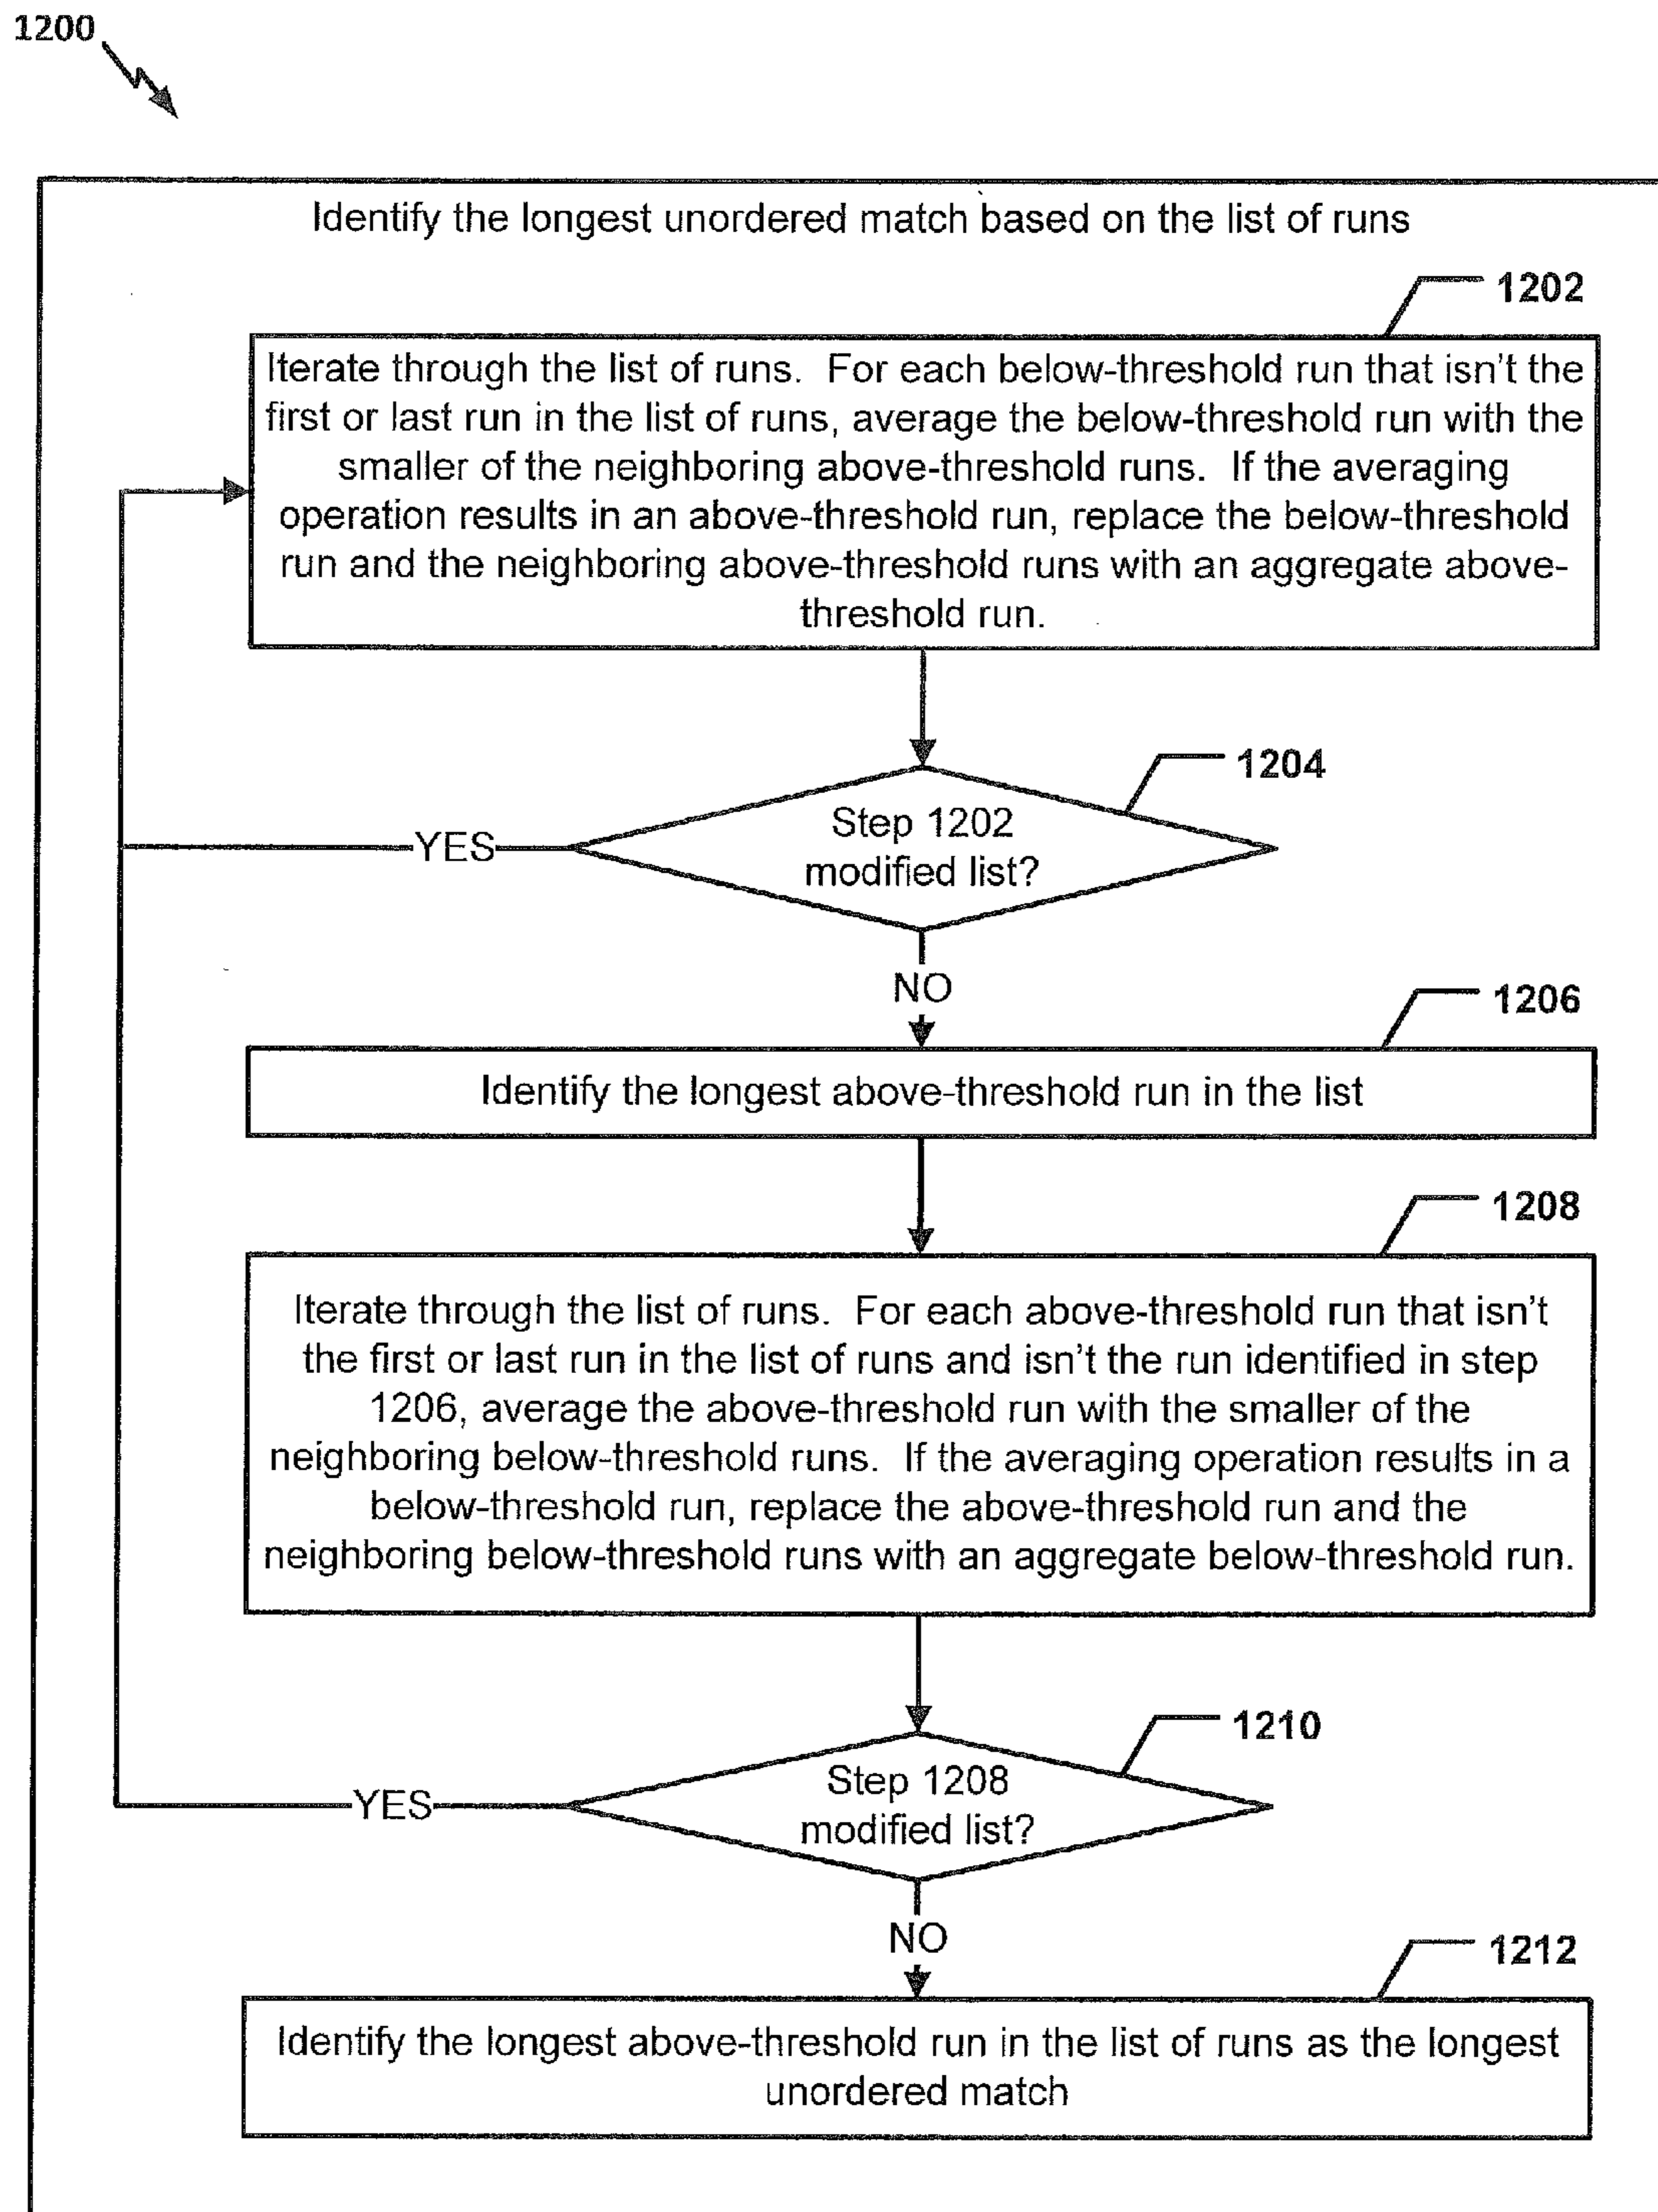 1200
Identify the longest unordered match based on the list of runs
1202
Iterate through the list of runs.  For each below-threshold run that isn't the
first or last run in the list of runs, average the below-threshold run with the
smaller of the neighboring above-threshold runs.  If the averaging
operation results in an above-threshold run, replace the below-threshold
run and the neighboring above-threshold runs with an aggregate above-
threshold run.
1204
Step 1202
modified list?
YES
NO
1206
Identify the longest above-threshold run in the list
1208
Iterate through the list of runs.  For each above-threshold run that isn't
the first or last run in the list of runs and isn't the run identified in step
1206, average the above-threshold run with the smaller of the
neighboring below-threshold runs.  If the averaging operation results in a
below-threshold run, replace the above-threshold run and the
neighboring below-threshold runs with an aggregate below-threshold run.
1210
Step 1208
modified list?
YES
NO
1212
Identify the longest above-threshold run in the list of runs as the longest
unordered match